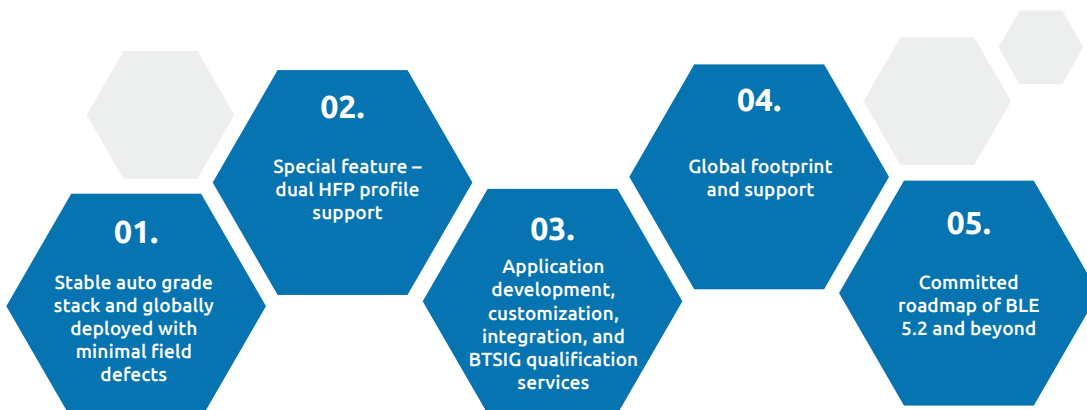 01.
Stable auto grade
stack and globally
deployed with
minimal field
defects
02.
Special feature –
dual HFP profile
support
03.
Application
development,
customization,
integration, and
BTSIG qualification
services
04.
Global footprint
and support
05.
Committed
roadmap of BLE
5.2 and beyond